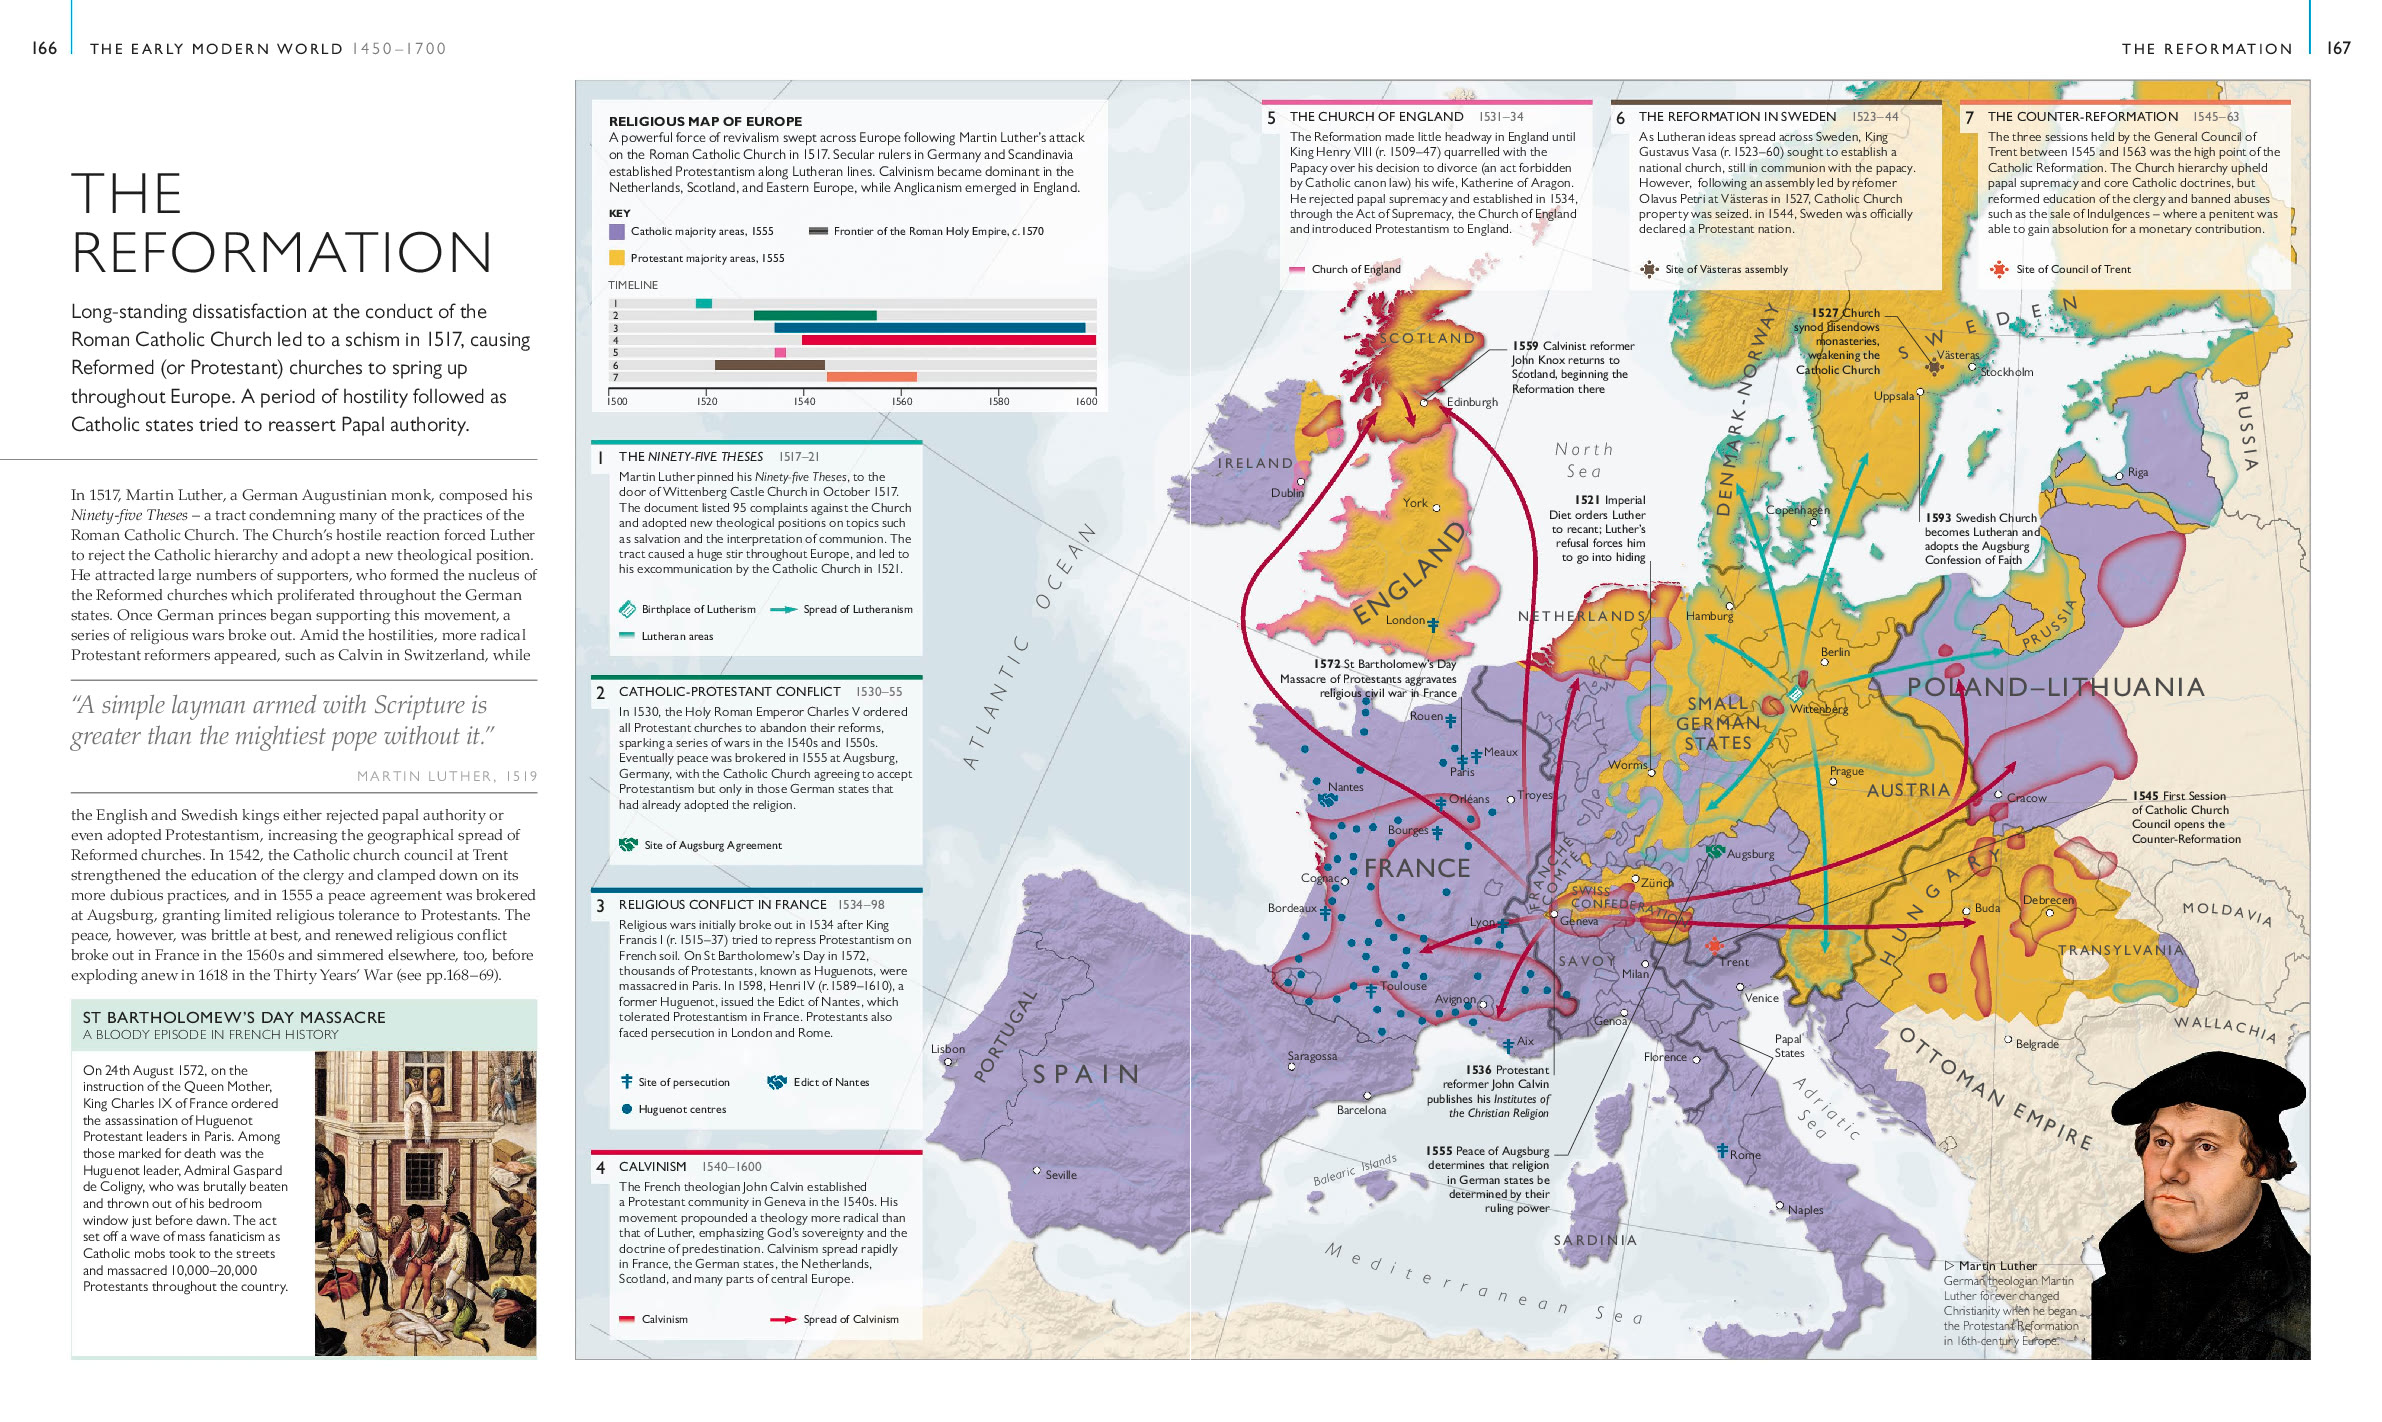 166
THE EARLY MODERN WORLD 1450–1700
THE REFORMATION
167
THE
REFORMATION
Long-standing dissatisfaction at the conduct of the
Roman Catholic Church led to a schism in 1517, causing
Reformed (or Protestant) churches to spring up
throughout Europe. A period of hostility followed as
Catholic states tried to reassert Papal authority.
In 1517, Martin Luther, a German Augustinian monk, composed his
Ninety-five Theses – a tract condemning many of the practices of the
Roman Catholic Church. The Church’s hostile reaction forced Luther
to reject the Catholic hierarchy and adopt a new theological position.
He attracted large numbers of supporters, who formed the nucleus of
the Reformed churches which proliferated throughout the German
states. Once German princes began supporting this movement, a
series of religious wars broke out. Amid the hostilities, more radical
Protestant reformers appeared, such as Calvin in Switzerland, while
“A simple layman armed with Scripture is
greater than the mightiest pope without it.”
MARTIN LUTHER, 1519
the English and Swedish kings either rejected papal authority or
even adopted Protestantism, increasing the geographical spread of
Reformed churches. In 1542, the Catholic church council at Trent
strengthened the education of the clergy and clamped down on its
more dubious practices, and in 1555 a peace agreement was brokered
at Augsburg, granting limited religious tolerance to Protestants. The
peace, however, was brittle at best, and renewed religious conflict
broke out in France in the 1560s and simmered elsewhere, too, before
exploding anew in 1618 in the Thirty Years’ War (see pp.168–69).
ST BARTHOLOMEW’S DAY MASSACRE
A BLOODY EPISODE IN FRENCH HISTORY
On 24th August 1572, on the
instruction of the Queen Mother,
King Charles IX of France ordered
the assassination of Huguenot
Protestant leaders in Paris. Among
those marked for death was the
Huguenot leader, Admiral Gaspard
de Coligny, who was brutally beaten
and thrown out of his bedroom
window just before dawn. The act
set off a wave of mass fanaticism as
Catholic mobs took to the streets
and massacred 10,000–20,000
Protestants throughout the country.
RELIGIOUS MAP OF EUROPE
A powerful force of revivalism swept across Europe following Martin Luther’s attack
on the Roman Catholic Church in 1517. Secular rulers in Germany and Scandinavia
established Protestantism along Lutheran lines. Calvinism became dominant in the
Netherlands, Scotland, and Eastern Europe, while Anglicanism emerged in England.
KEY
Catholic majority areas, 1555
Frontier of the Roman Holy Empire, c.1570
Protestant majority areas, 1555
TIMELINE
1
2
3
4
5
6
7
1500 1520 1540 1560 1580 1600
1 THE NINETY-FIVE THESES 1517–21
Martin Luther pinned his Ninety-five Theses, to the
door of Wittenberg Castle Church in October 1517.
The document listed 95 complaints against the Church
and adopted new theological positions on topics such
as salvation and the interpretation of communion. The
tract caused a huge stir throughout Europe, and led to
his excommunication by the Catholic Church in 1521.
Birthplace of Lutherism
Spread of Lutheranism
Lutheran areas
2 CATHOLIC-PROTESTANT CONFLICT 1530–55
In 1530, the Holy Roman Emperor Charles V ordered
all Protestant churches to abandon their reforms,
sparking a series of wars in the 1540s and 1550s.
Eventually peace was brokered in 1555 at Augsburg,
Germany, with the Catholic Church agreeing to accept
Protestantism but only in those German states that
had already adopted the religion.
Site of Augsburg Agreement
3 RELIGIOUS CONFLICT IN FRANCE 1534–98
Religious wars initially broke out in 1534 after King
Francis I (r. 1515–37) tried to repress Protestantism on
French soil. On St Bartholomew’s Day in 1572,
thousands of Protestants, known as Huguenots, were
massacred in Paris. In 1598, Henri IV (r. 1589–1610), a
former Huguenot, issued the Edict of Nantes, which
tolerated Protestantism in France. Protestants also
faced persecution in London and Rome.
Site of persecution
Edict of Nantes
Huguenot centres
4 CALVINISM 1540–1600
The French theologian John Calvin established
a Protestant community in Geneva in the 1540s. His
movement propounded a theology more radical than
that of Luther, emphasizing God’s sovereignty and the
doctrine of predestination. Calvinism spread rapidly
in France, the German states, the Netherlands,
Scotland, and many parts of central Europe.
Calvinism
Spread of Calvinism
5 THE CHURCH OF ENGLAND 1531–34
The Reformation made little headway in England until
King Henry VIII (r. 1509–47) quarrelled with the
Papacy over his decision to divorce (an act forbidden
by Catholic canon law) his wife, Katherine of Aragon.
He rejected papal supremacy and established in 1534,
through the Act of Supremacy, the Church of England
and introduced Protestantism to England.
Church of England
6 THE REFORMATION IN SWEDEN 1523–44
As Lutheran ideas spread across Sweden, King
Gustavus Vasa (r. 1523–60) sought to establish a
national church, still in communion with the papacy.
However, following an assembly led by refomer
Olavus Petri at Västeras in 1527, Catholic Church
property was seized. in 1544, Sweden was officially
declared a Protestant nation.
Site of Västeras assembly
7 THE COUNTER-REFORMATION 1545–63
The three sessions held by the General Council of
Trent between 1545 and 1563 was the high point of the
Catholic Reformation. The Church hierarchy upheld
papal supremacy and core Catholic doctrines, but
reformed education of the clergy and banned abuses
such as the sale of Indulgences – where a penitent was
able to gain absolution for a monetary contribution.
Site of Council of Trent
SCOTLAND
1559 Calvinist reformer
John Knox returns to
Scotland, beginning the
Reformation there
Edinburgh
1527 Church
synod disendows
monasteries,
weakening the
Catholic Church
SWEDEN
Västeras
Stockholm
Uppsala
DENMARK-NORWAY
RUSSIA
Riga
North
Sea
IRELAND
Dublin
York
ENGLAND
London
1521 Imperial
Diet orders Luther
to recant; Luther’s
refusal forces him
to go into hiding
Copenhagen
1593 Swedish Church
becomes Lutheran and
adopts the Augsburg
Confession of Faith
NETHERLANDS
Hamburg
PRUSSIA
Berlin
1572 St Bartholomew’s Day
Massacre of Protestants aggravates
religious civil war in France
ATLANTIC OCEAN
POLAND–LITHUANIA
SMALL
GERMAN
STATES
Wittenberg
Rouen
Meaux
Paris
Worms
Prague
AUSTRIA
Cracow
Nantes
Orléans
Troyes
Bourges
1545 First Session
of Catholic Church
Council opens the
Counter-Reformation
Augsburg
FRANCE
FRANCHE
COMTÉ
Cognac
Zürich
SWISS
CONFEDERATION
Bordeaux
Lyon
Geneva
HUNGARY
Buda
Debrecen
MOLDAVIA
TRANSYLVANIA
SAVOY
Milan
Trent
Venice
Toulouse
Avignon
Genoa
WALLACHIA
Belgrade
OTTOMAN EMPIRE
Aix
Florence
Papal
States
Lisbon
PORTUGAL
SPAIN
Saragossa
Barcelona
1536 Protestant
reformer John Calvin
publishes his Institutes of
the Christian Religion
Adriatic
Sea
1555 Peace of Augsburg
determines that religion
in German states be
determined by their
ruling power
Seville
Balearic Islands
Rome
Naples
SARDINIA
Mediterranean Sea
▷ Martin Luther
German theologian Martin
Luther forever changed
Christianity when he began
the Protestant Reformation
in 16th-century Europe.